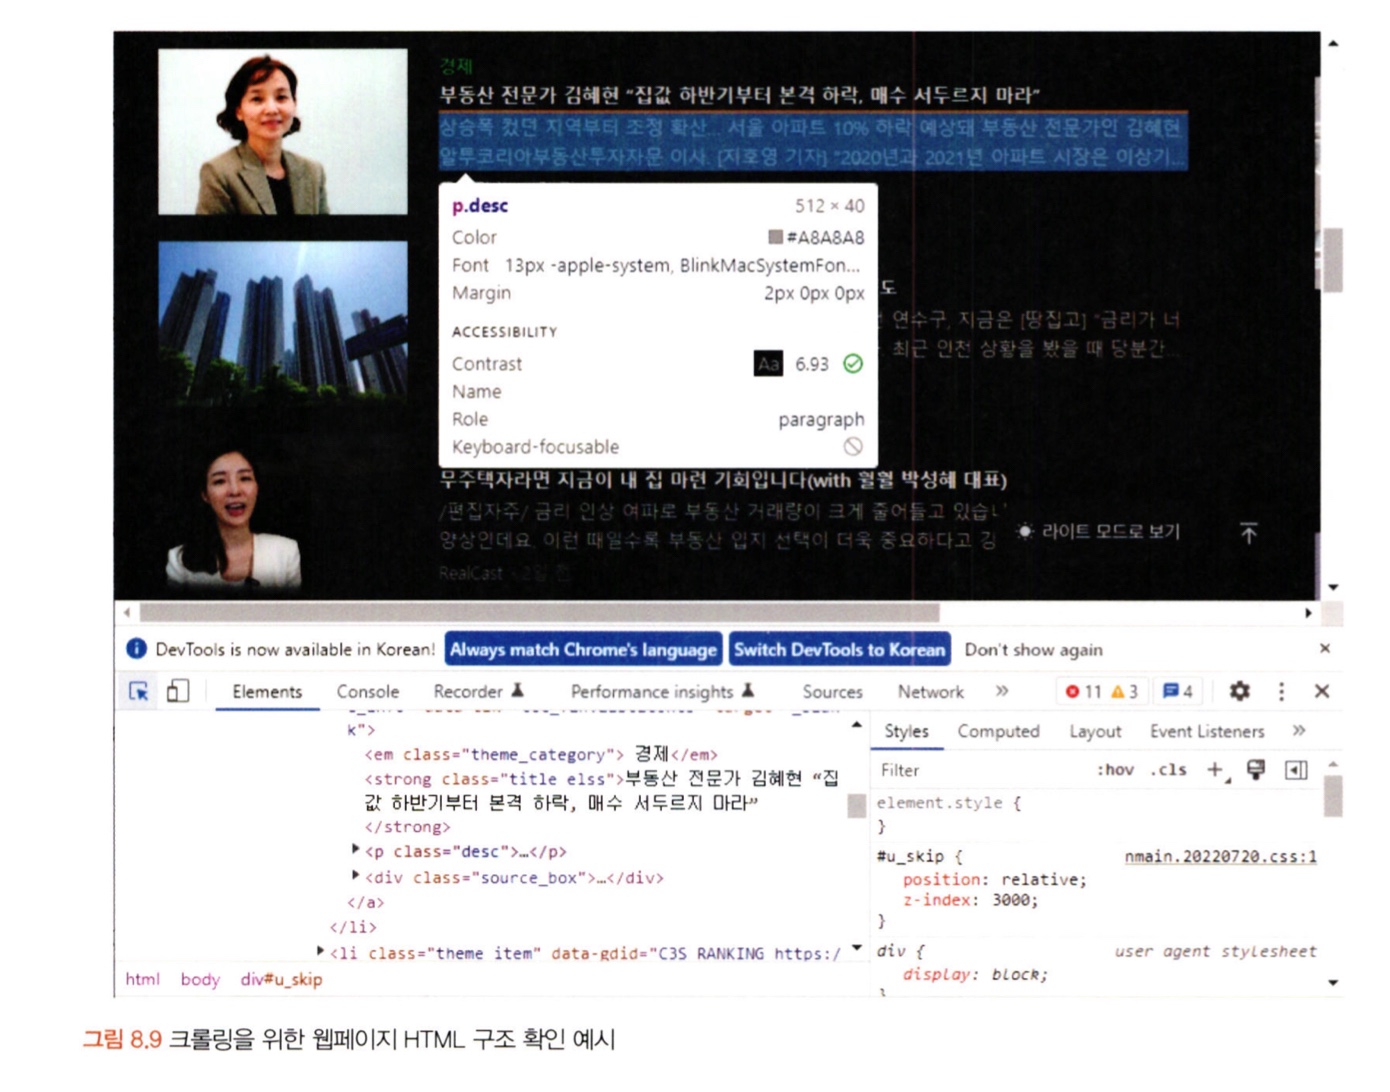 경제
부동산 전문가 김혜현 “집값 하반기부터 본격 하락, 매수 서두르지 마라”
상승폭 컸던 지역부터 조정 확산... 서울 아파트 10% 하락 예상돼 부동산 전문가인 김혜현
알투코리아부동산투자자문 이사. [지호영 기자] “2020년과 2021년 아파트 시장은 이상기...
p.desc 512 × 40
Color #A8A8A8
Font 13px -apple-system, BlinkMacSystemFon...
Margin 2px 0px 0px
ACCESSIBILITY
Contrast Aa 6.93
Name
Role paragraph
Keyboard-focusable
도
연수구, 지금은 [땅집고] “금리가 너
최근 인천 상황을 봤을 때 당분간...
무주택자라면 지금이 내 집 마련 기회입니다(with 훨훨 박성혜 대표)
/편집자주/ 금리 인상 여파로 부동산 거래량이 크게 줄어들고 있습니
양상인데요. 이런 때일수록 부동산 입지 선택이 더욱 중요하다고 강
라이트 모드로 보기
RealCast · 2일 전
DevTools is now available in Korean! Always match Chrome's language Switch DevTools to Korean Don't show again ×
Elements Console Recorder Performance insights Sources Network » 11 3 4
k">
<em class="theme_category"> 경제</em>
<strong class="title elss">부동산 전문가 김혜현 “집
값 하반기부터 본격 하락, 매수 서두르지 마라”
</strong>
<p class="desc">…</p>
<div class="source_box">…</div>
</a>
</li>
<li class="theme_item" data-gdid="C3S RANKING https:/
html body div#u_skip
Styles Computed Layout Event Listeners »
Filter :hov .cls +
element.style {
}
#u_skip { nmain.20220720.css:1
position: relative;
z-index: 3000;
}
div { user agent stylesheet
display: block;
}
그림 8.9 크롤링을 위한 웹페이지 HTML 구조 확인 예시